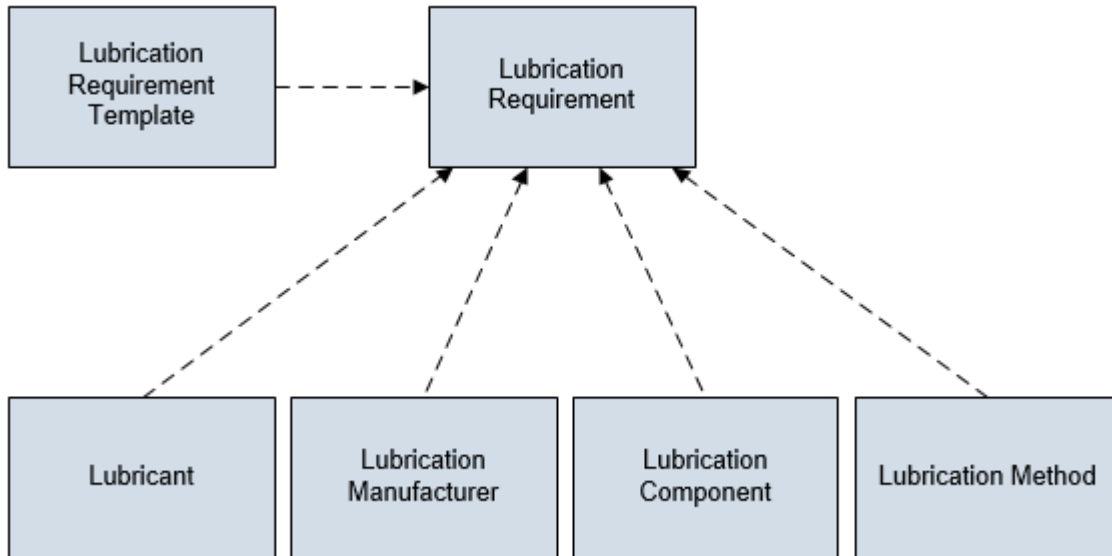 Lubrication
Requirement
Template
Lubrication
Requirement
Lubricant
Lubrication
Manufacturer
Lubrication
Component
Lubrication Method